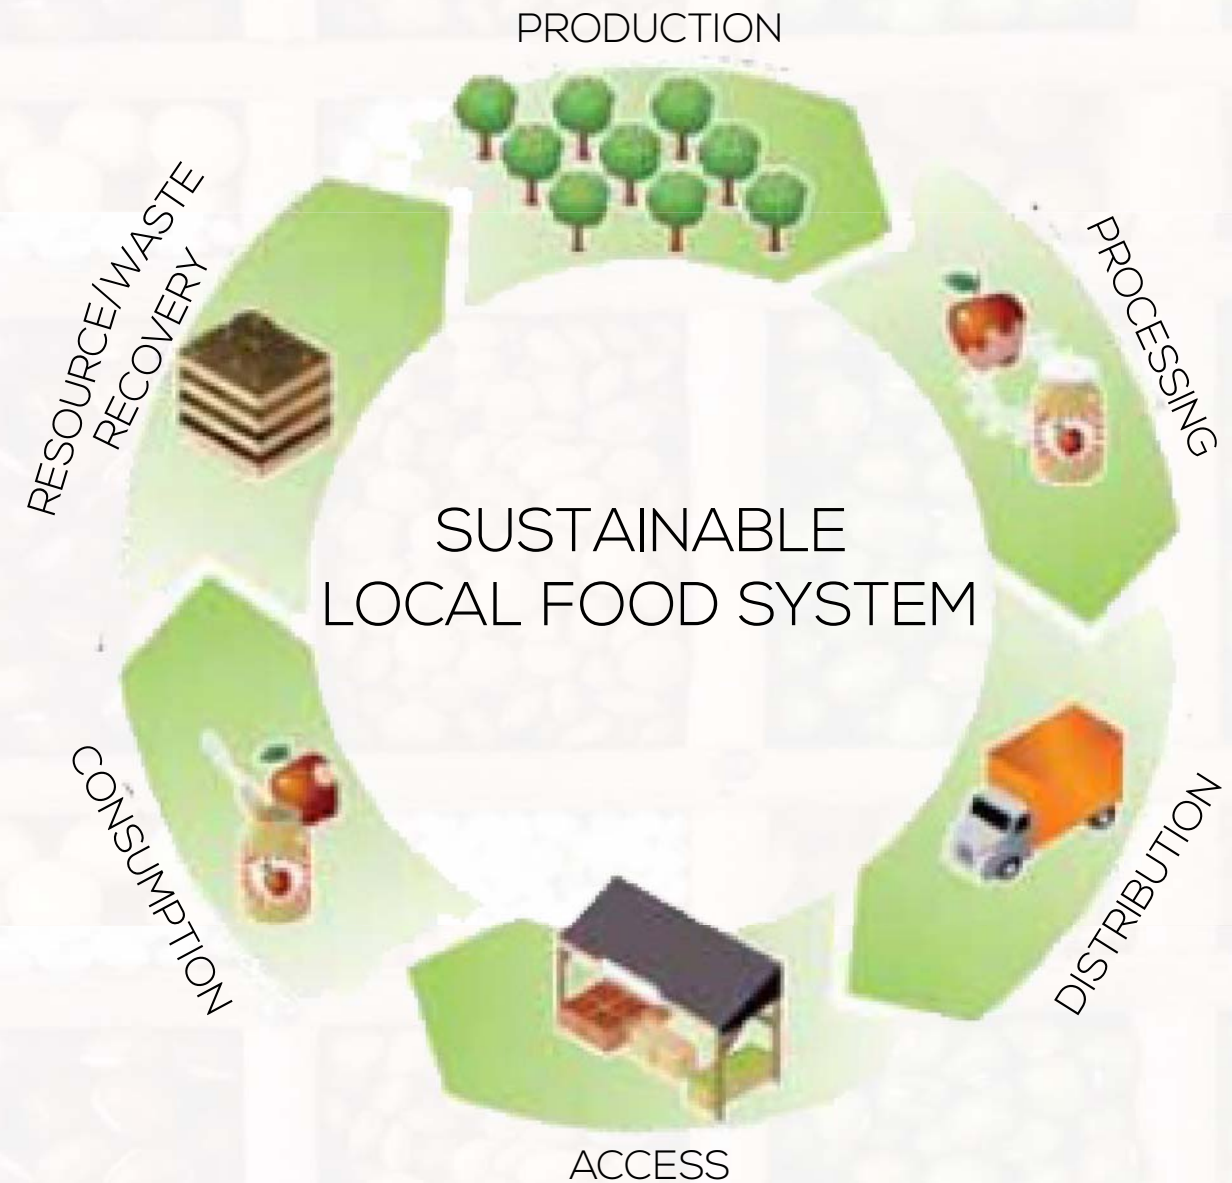 PRODUCTION
PROCESSING
DISTRIBUTION
ACCESS
CONSUMPTION
RESOURCE/WASTE
RECOVERY
SUSTAINABLE
LOCAL FOOD SYSTEM